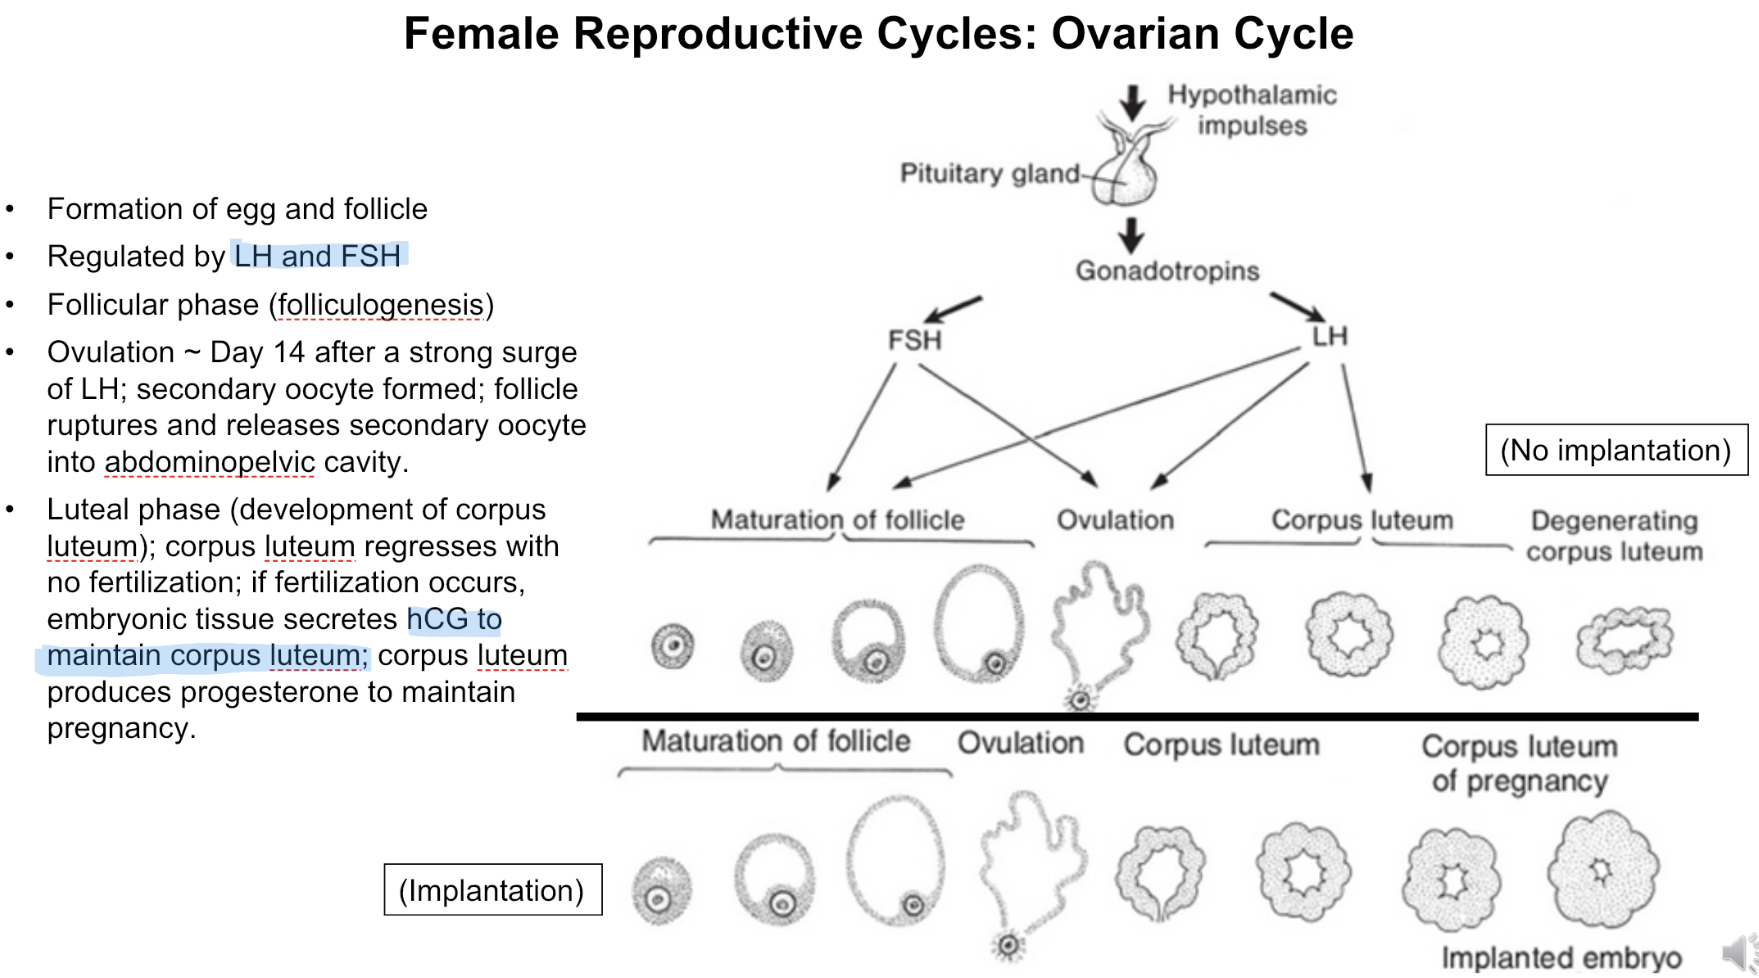 Female Reproductive Cycles: Ovarian Cycle
• Formation of egg and follicle
• Regulated by LH and FSH
• Follicular phase (folliculogenesis)
• Ovulation ~ Day 14 after a strong surge
of LH; secondary oocyte formed; follicle
ruptures and releases secondary oocyte
into abdominopelvic cavity.
• Luteal phase (development of corpus
luteum); corpus luteum regresses with
no fertilization; if fertilization occurs,
embryonic tissue secretes hCG to
maintain corpus luteum; corpus luteum
produces progesterone to maintain
pregnancy.
Hypothalamic
impulses
Pituitary gland
Gonadotropins
FSH
LH
(No implantation)
Maturation of follicle
Ovulation
Corpus luteum
Degenerating
corpus luteum
Maturation of follicle
Ovulation
Corpus luteum
Corpus luteum
of pregnancy
(Implantation)
Implanted embryo